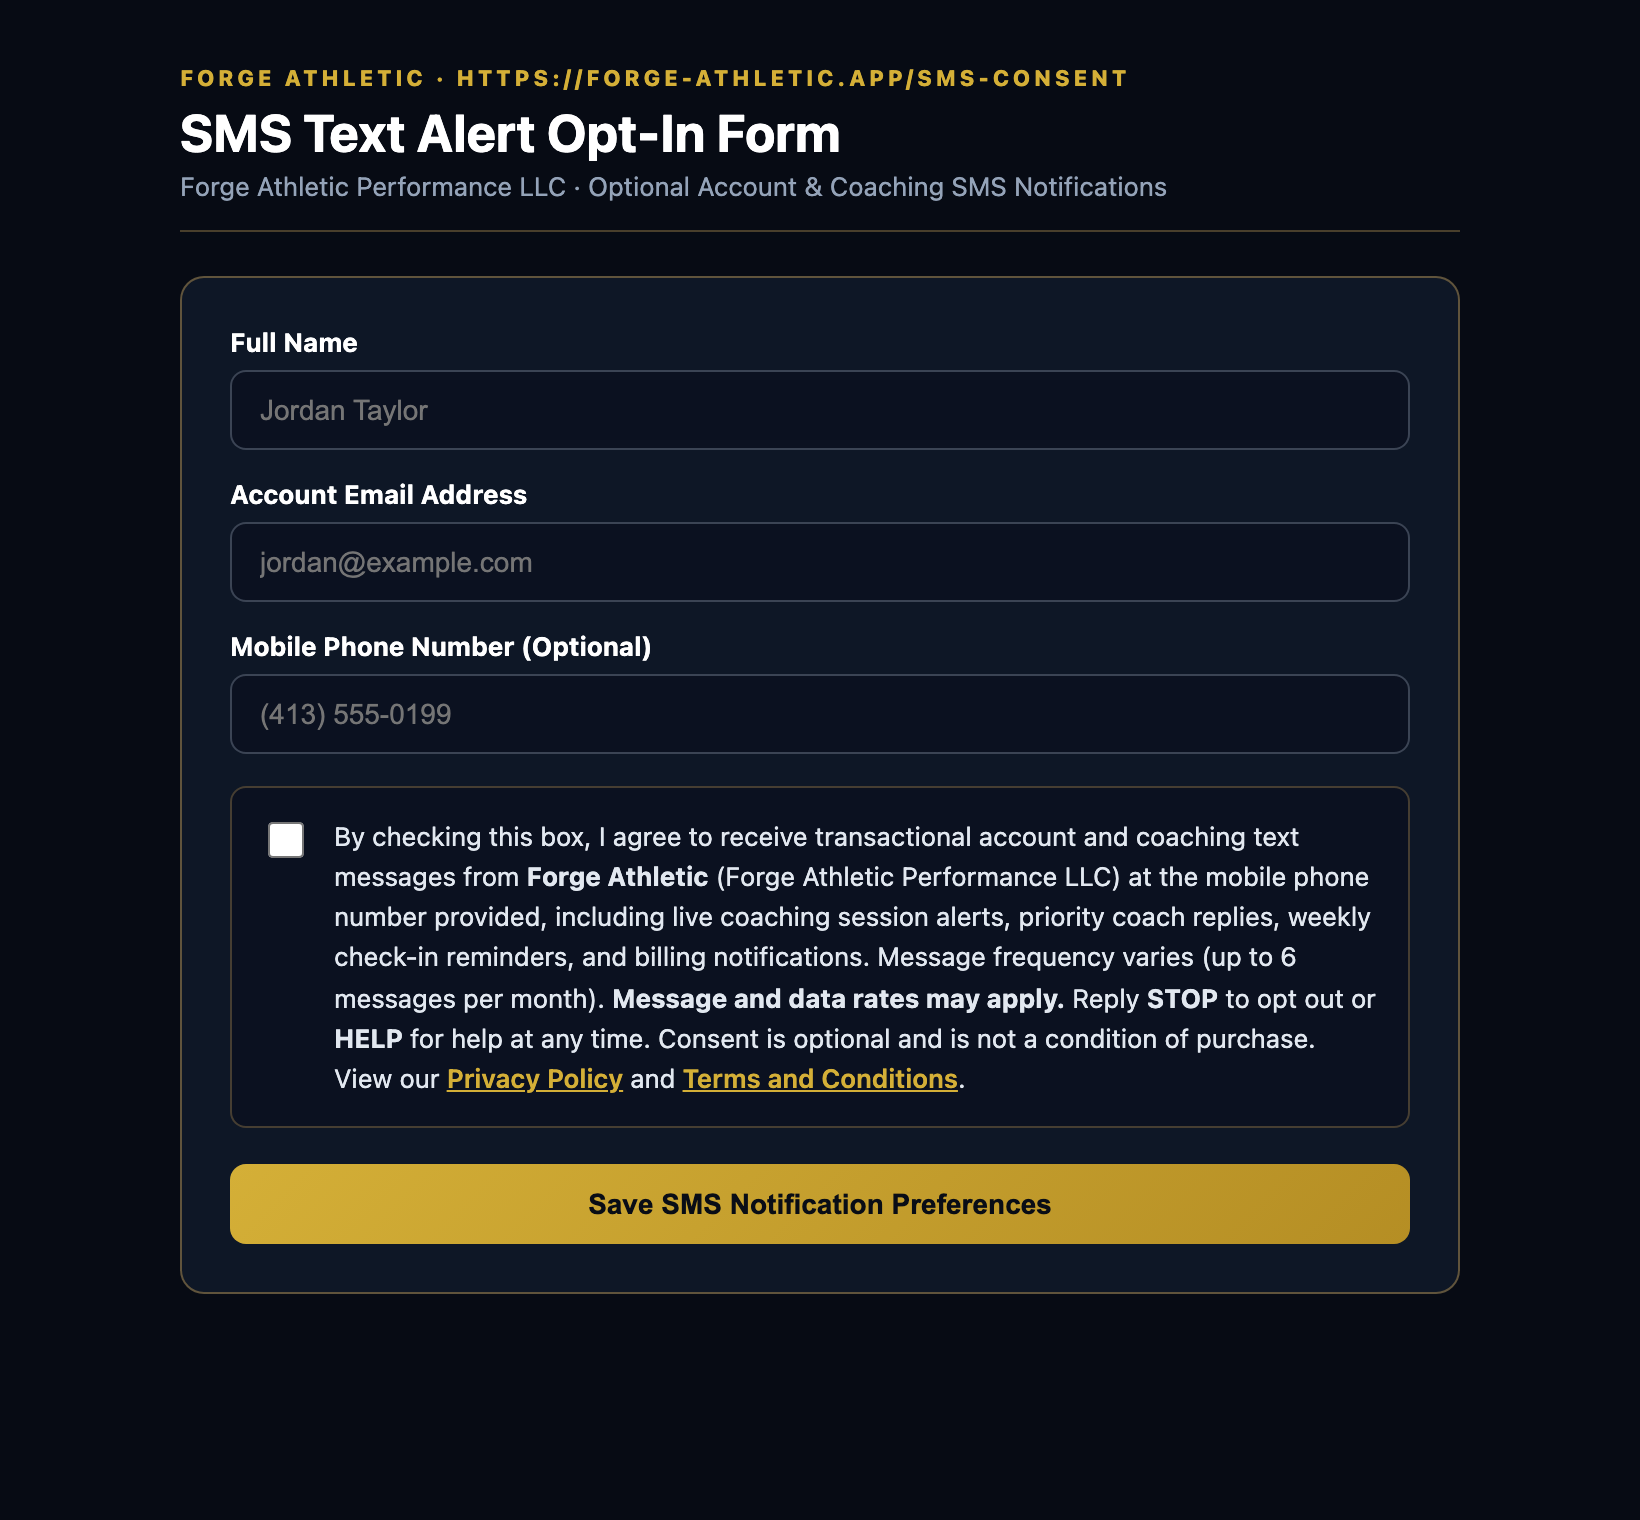 FORGE ATHLETIC · HTTPS://FORGE-ATHLETIC.APP/SMS-CONSENT
SMS Text Alert Opt-In Form
Forge Athletic Performance LLC · Optional Account & Coaching SMS Notifications
Full Name
Jordan Taylor
Account Email Address
jordan@example.com
Mobile Phone Number (Optional)
(413) 555-0199
By checking this box, I agree to receive transactional account and coaching text
messages from Forge Athletic (Forge Athletic Performance LLC) at the mobile phone
number provided, including live coaching session alerts, priority coach replies, weekly
check-in reminders, and billing notifications. Message frequency varies (up to 6
messages per month). Message and data rates may apply. Reply STOP to opt out or
HELP for help at any time. Consent is optional and is not a condition of purchase.
View our Privacy Policy and Terms and Conditions.
Save SMS Notification Preferences